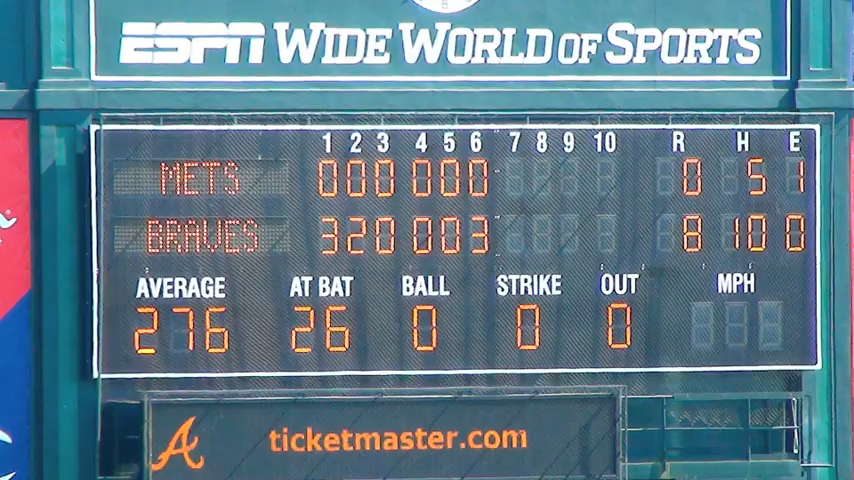 ESPN WIDE WORLD OF SPORTS
1 2 3 4 5 6 7 8 9 10 R H E
METS 0 0 0 0 0 0 0 5 1
BRAVES 3 2 0 0 0 3 8 10 0
AVERAGE AT BAT BALL STRIKE OUT MPH
276 26 0 0 0
A ticketmaster.com